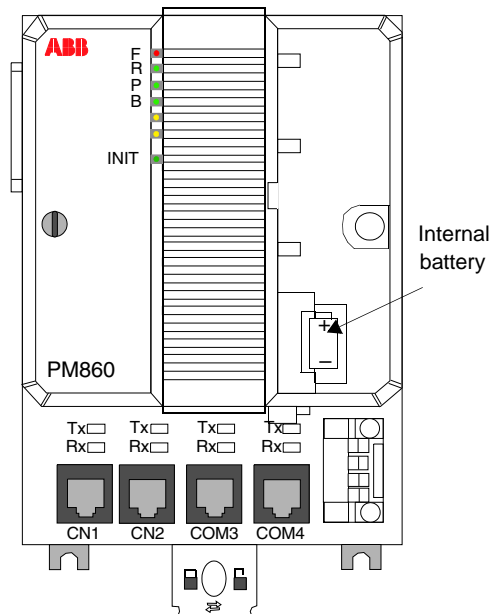 ABB
F
R
P
B
INIT
Internal
battery
+
−
PM860
Tx Tx Tx Tx
Rx Rx Rx Rx
CN1 CN2 COM3 COM4